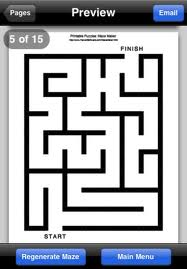 Pages
Preview
Email
Printable Puzzles: Maze Maker
5 of 15
FINISH
START
Regenerate Maze
Main Menu